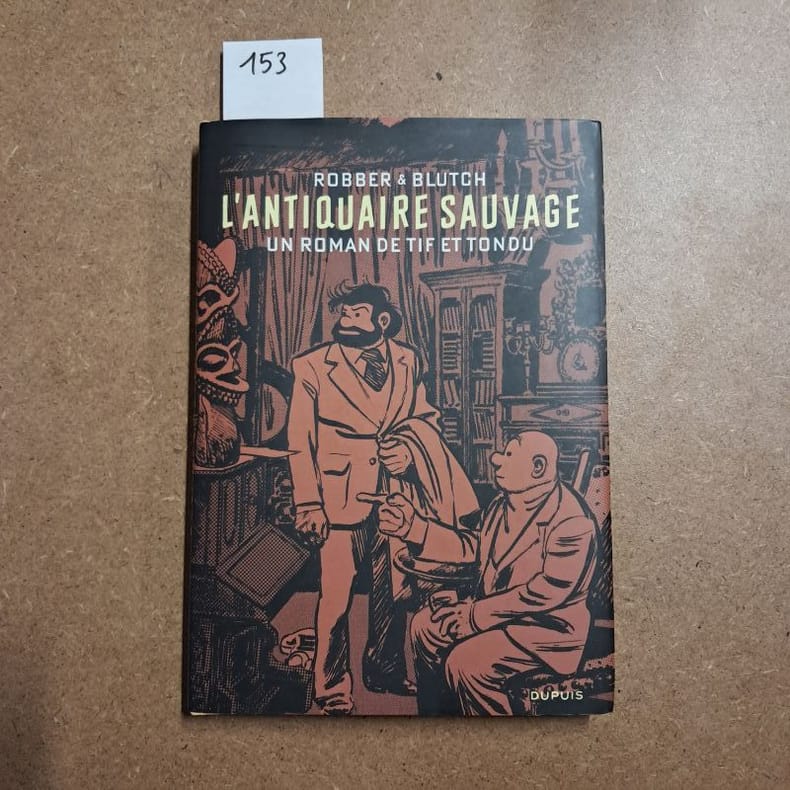 153
ROBBER & BLUTCH
L'ANTIQUAIRE SAUVAGE
UN ROMAN DE TIF ET TONDU
DUPUIS